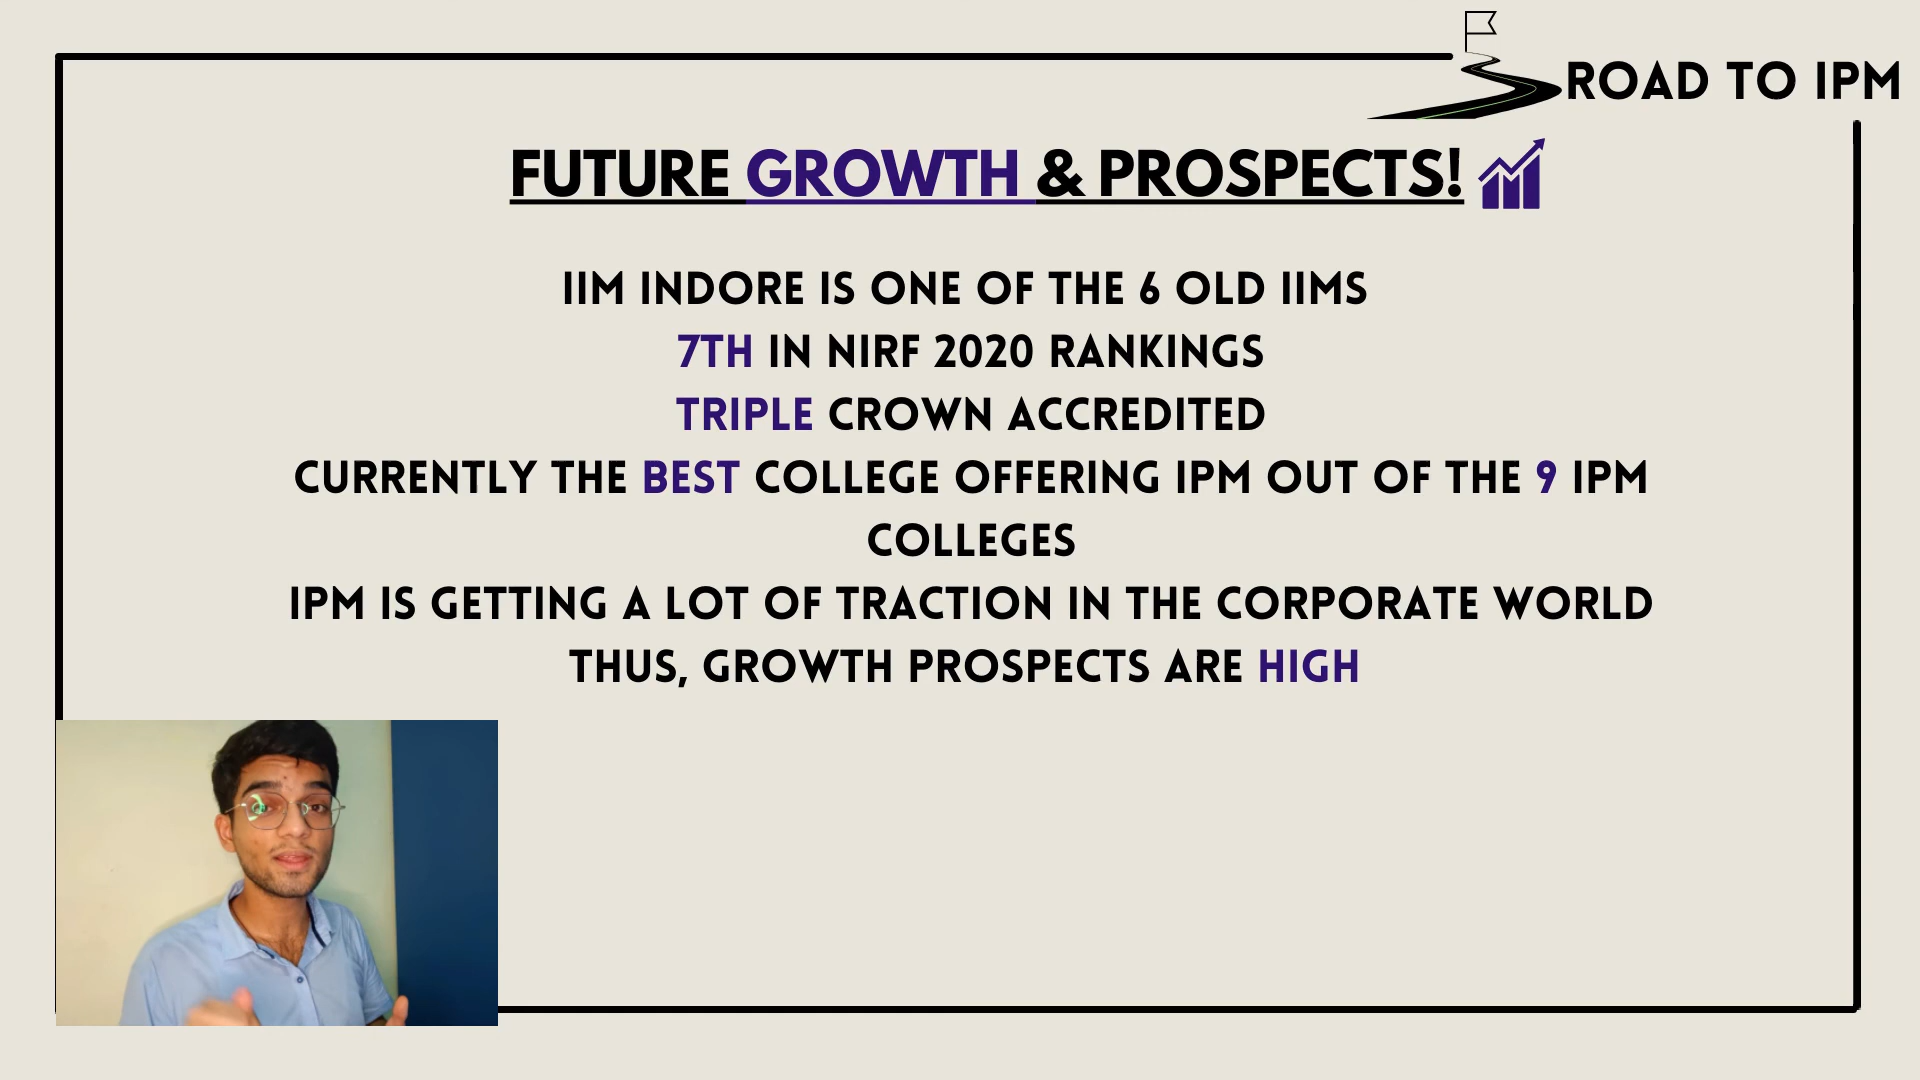 ROAD TO IPM
FUTURE GROWTH & PROSPECTS!
IIM INDORE IS ONE OF THE 6 OLD IIMS
7TH IN NIRF 2020 RANKINGS
TRIPLE CROWN ACCREDITED
CURRENTLY THE BEST COLLEGE OFFERING IPM OUT OF THE 9 IPM
COLLEGES
IPM IS GETTING A LOT OF TRACTION IN THE CORPORATE WORLD
THUS, GROWTH PROSPECTS ARE HIGH